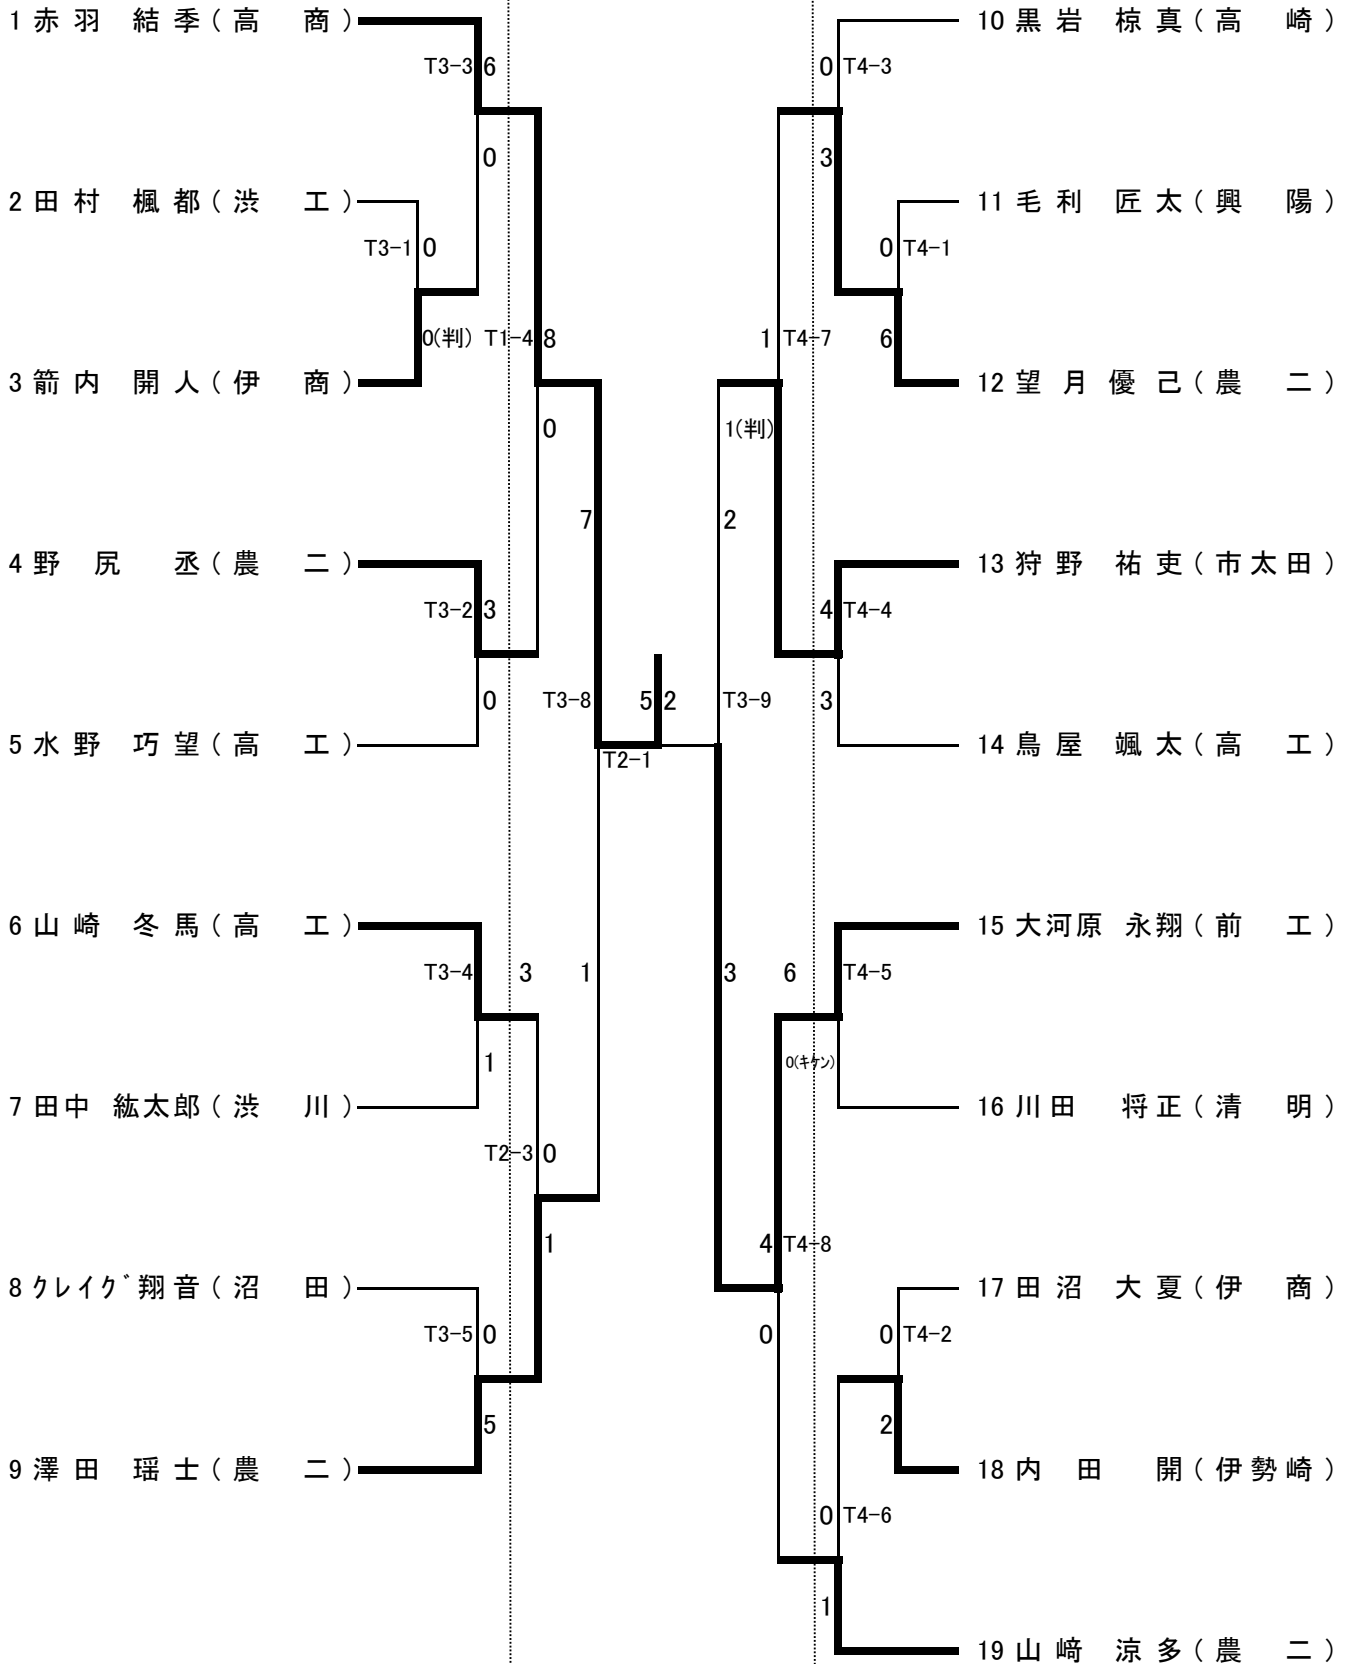 1 赤羽 結季(高 商)
10 黒岩 椋真(高 崎)
T3-3 6
0 T4-3
0
3
2 田村 楓都(渋 工)
11 毛利 匠太(興 陽)
T3-1 0
0 T4-1
0(判) T1-4 8
1 T4-7 6
3 箭内 開人(伊 商)
12 望月優己(農 二)
0
1(判)
7
2
4 野尻 丞(農 二)
13 狩野 祐吏(市太田)
T3-2 3
4 T4-4
0
T3-8 5 2 T3-9
3
5 水野 巧望(高 工)
14 鳥屋 颯太(高 工)
T2-1
6 山崎 冬馬(高 工)
15 大河原 永翔(前 工)
T3-4 3 1
3 6 T4-5
1
0(キケン)
7 田中 紘太郎(渋 川)
16 川田 将正(清 明)
T2-3 0
1
4 T4-8
8 クレイグ翔音(沼 田)
17 田沼 大夏(伊 商)
T3-5 0
0
0 T4-2
5
2
9 澤田 瑶士(農 二)
18 内田 開(伊勢崎)
0 T4-6
1
19 山﨑 涼多(農 二)